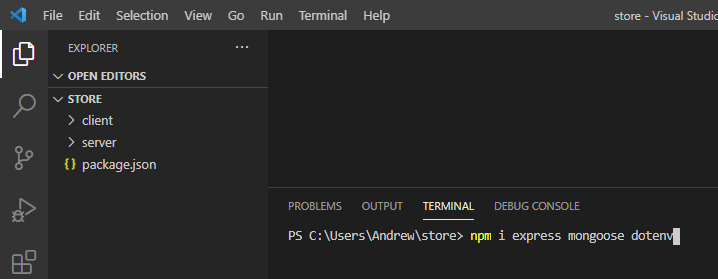 File Edit Selection View Go Run Terminal Help store - Visual Studio
EXPLORER
OPEN EDITORS
STORE
client
server
{} package.json
PROBLEMS OUTPUT TERMINAL DEBUG CONSOLE
PS C:\Users\Andrew\store> npm i express mongoose dotenv